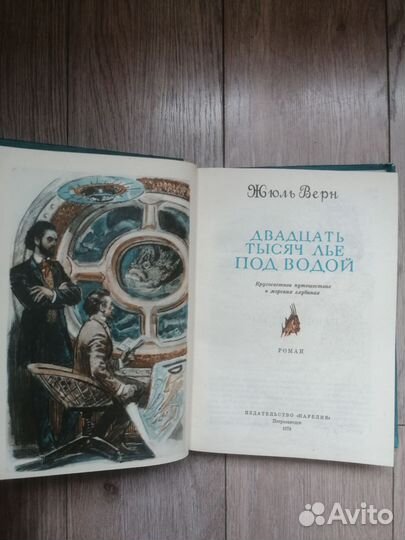 Жюль Верн
ДВАДЦАТЬ
ТЫСЯЧ ЛЬЕ
ПОД ВОДОЙ
Кругосветное путешествие
в морских глубинах
РОМАН
ИЗДАТЕЛЬСТВО «КАРЕЛИЯ»
Петрозаводск
Avito